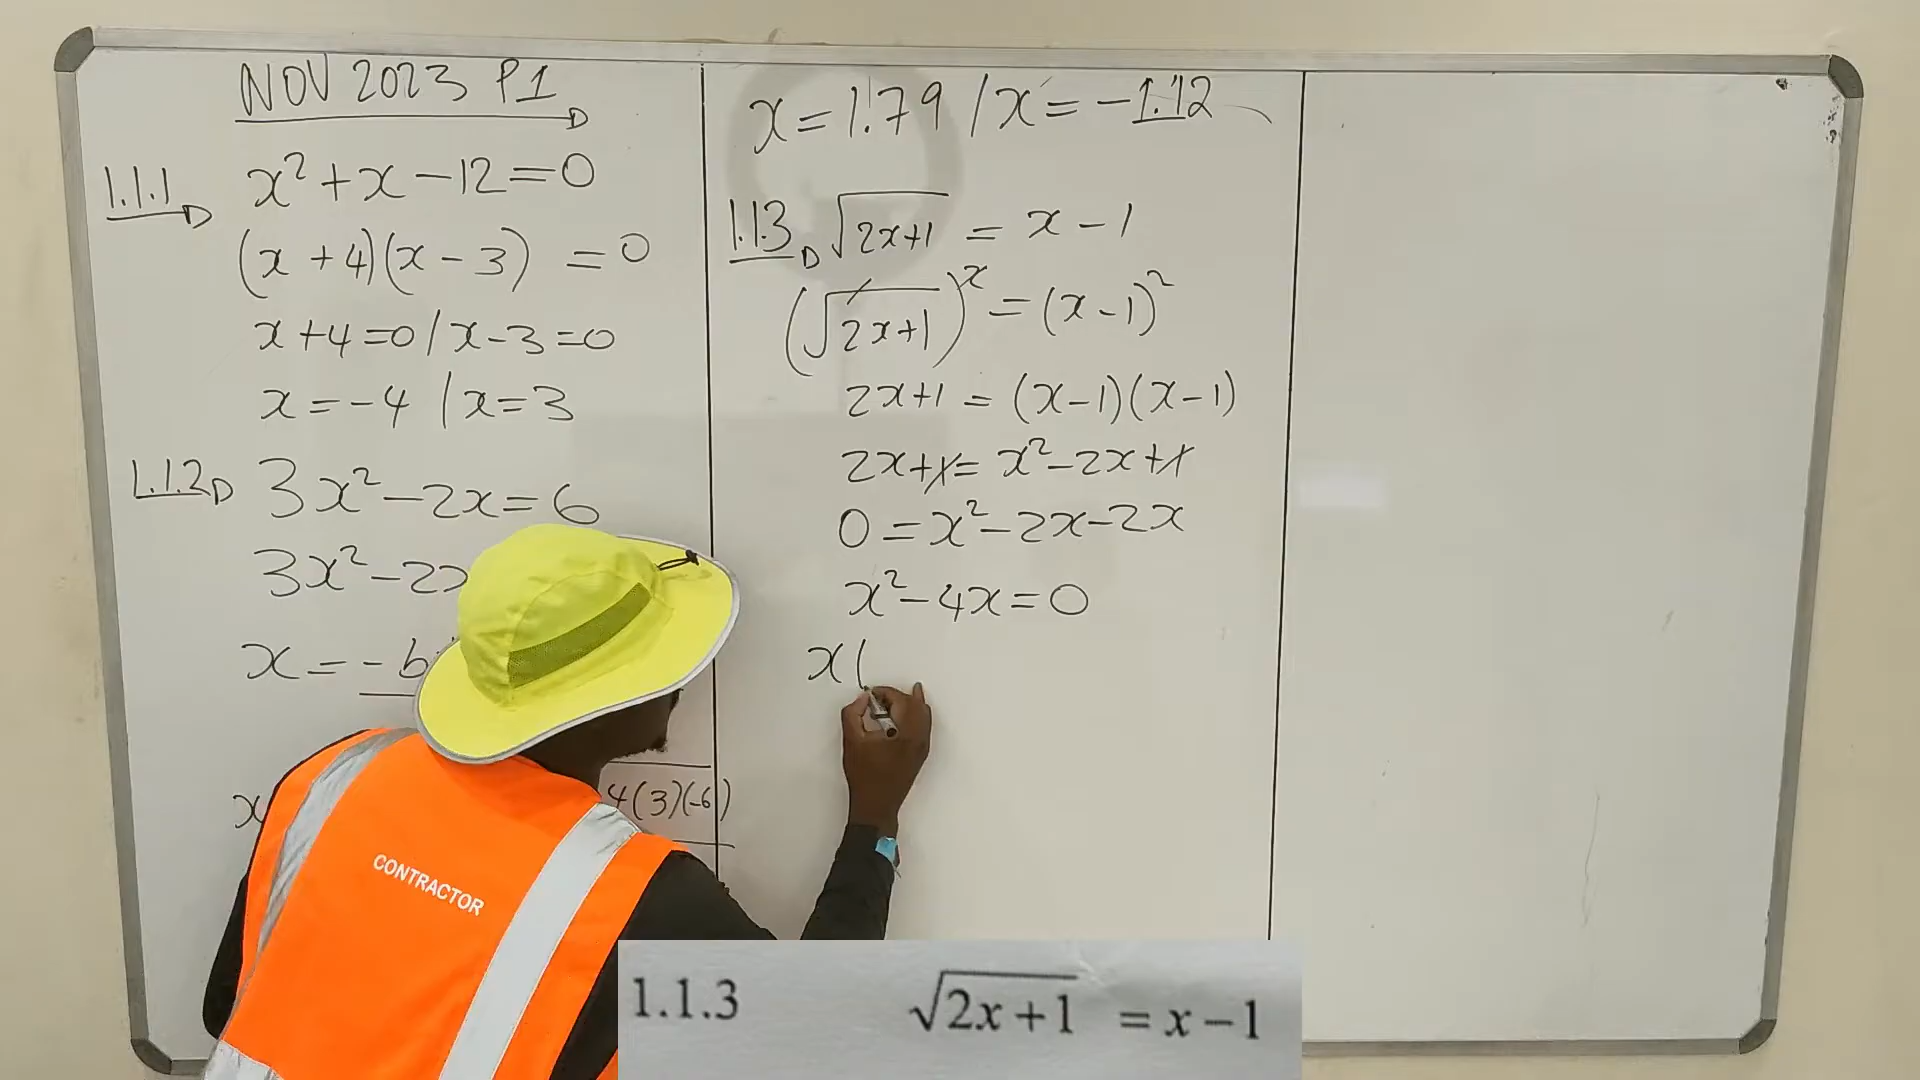 NOV 2023 P1
1.1.1 x² + x - 12 = 0
(x + 4)(x - 3) = 0
x + 4 = 0 / x - 3 = 0
x = -4 / x = 3
1.1.2 3x² - 2x = 6
3x² - 2x
x = -b
x 4(3)(-6)
x = 1.79 / x = -1.12
1.1.3 √(2x+1) = x - 1
(√(2x+1))² = (x - 1)²
2x+1 = (x-1)(x-1)
2x+1 = x² - 2x + 1
0 = x² - 2x - 2x
x² - 4x = 0
x(
CONTRACTOR
1.1.3 √(2x+1) = x - 1